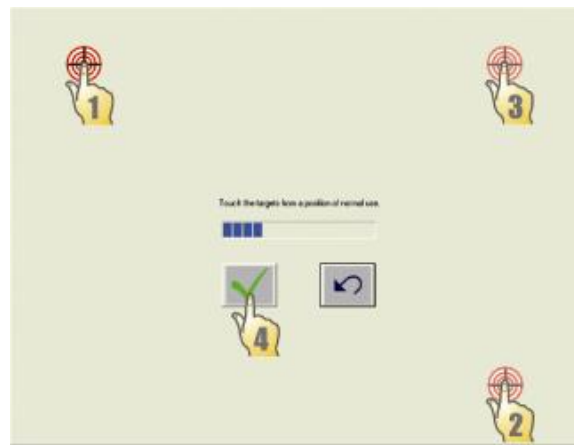 1
3
Touch the targets from a position of normal use.
4
2